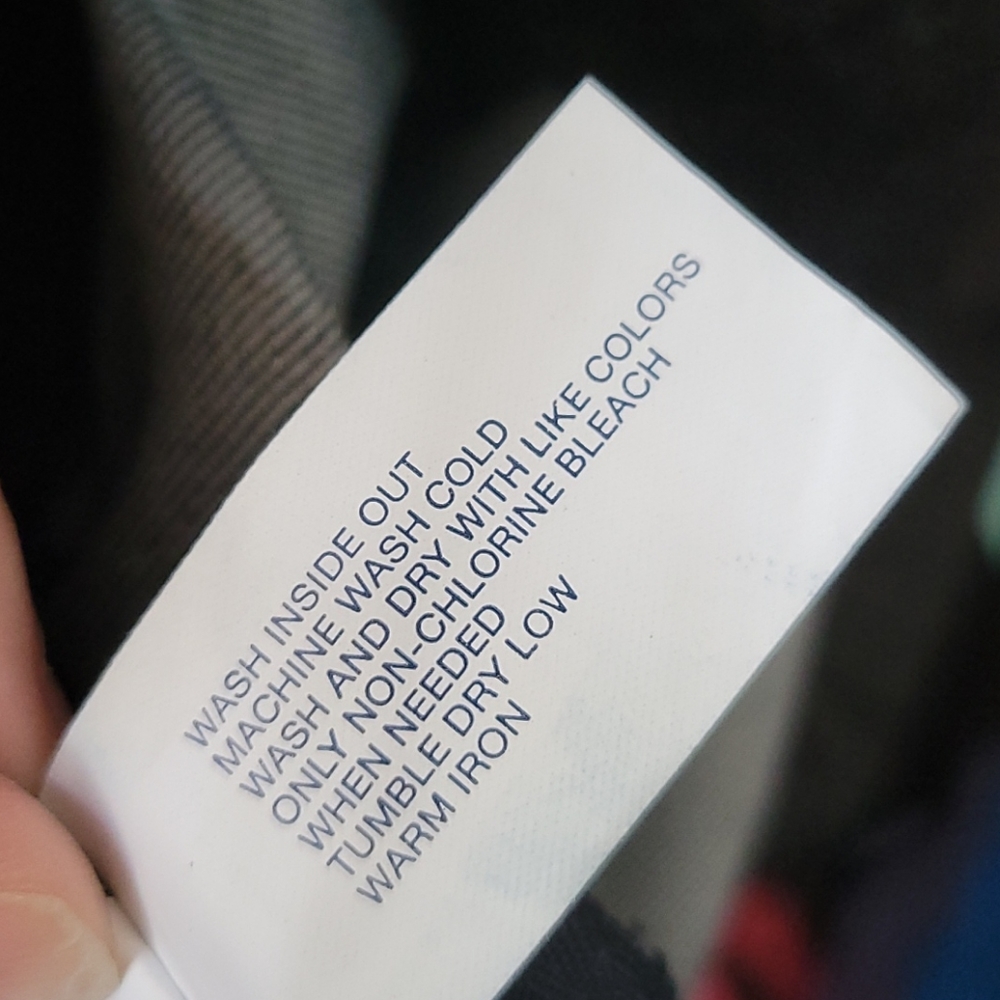 WASH INSIDE OUT
MACHINE WASH COLD
WASH AND DRY WITH LIKE COLORS
ONLY NON-CHLORINE BLEACH
WHEN NEEDED
TUMBLE DRY LOW
WARM IRON